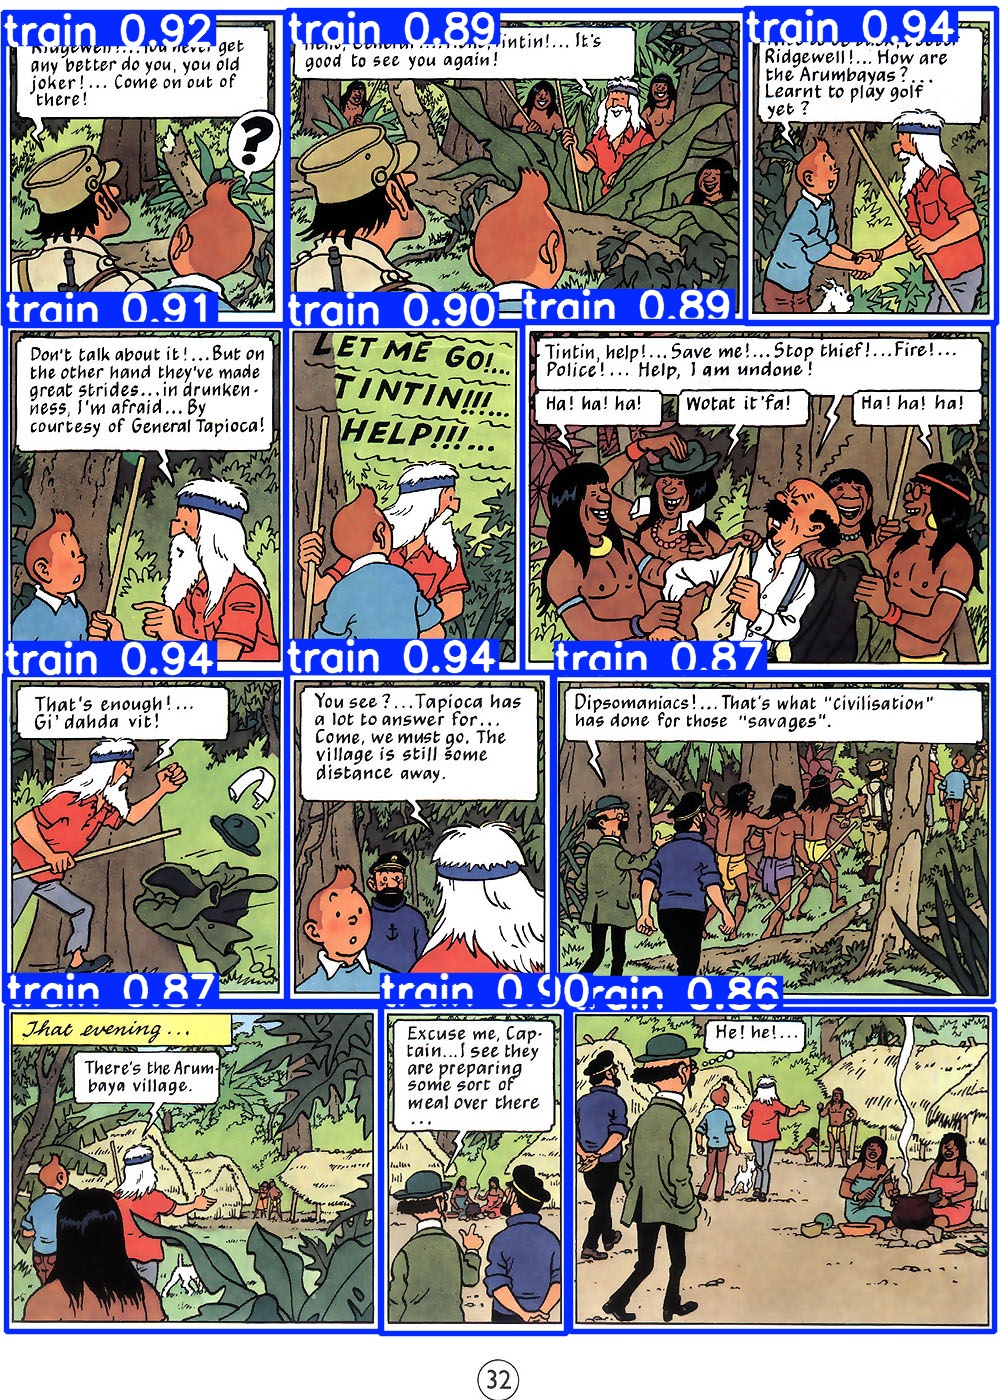 train 0.92
Ridgewell!...You never get
any better do you, you old
joker!... Come on out of
there!
?
train 0.89
Tintin!... It's
good to see you again!
train 0.94
Ridgewell!... How are
the Arumbayas?...
Learnt to play golf
yet?
train 0.91
Don't talk about it!...But on
the other hand they've made
great strides...in drunken-
ness, I'm afraid... By
courtesy of General Tapioca!
train 0.90
LET ME GO!...
TINTIN!!!...
HELP!!!...
train 0.89
Tintin, help!... Save me!... Stop thief!...Fire!...
Police!... Help, I am undone!
Ha! ha! ha!
Wotat it'fa!
Ha! ha! ha!
train 0.94
That's enough!...
Gi' dahda vit!
train 0.94
You see?...Tapioca has
a lot to answer for...
Come, we must go. The
village is still some
distance away.
train 0.87
Dipsomaniacs!... That's what "civilisation"
has done for those "savages".
train 0.87
That evening...
There's the Arum-
baya village.
train 0.90
Excuse me, Cap-
tain...I see they
are preparing
some sort of
meal over there
...
train 0.86
He! he!...
32